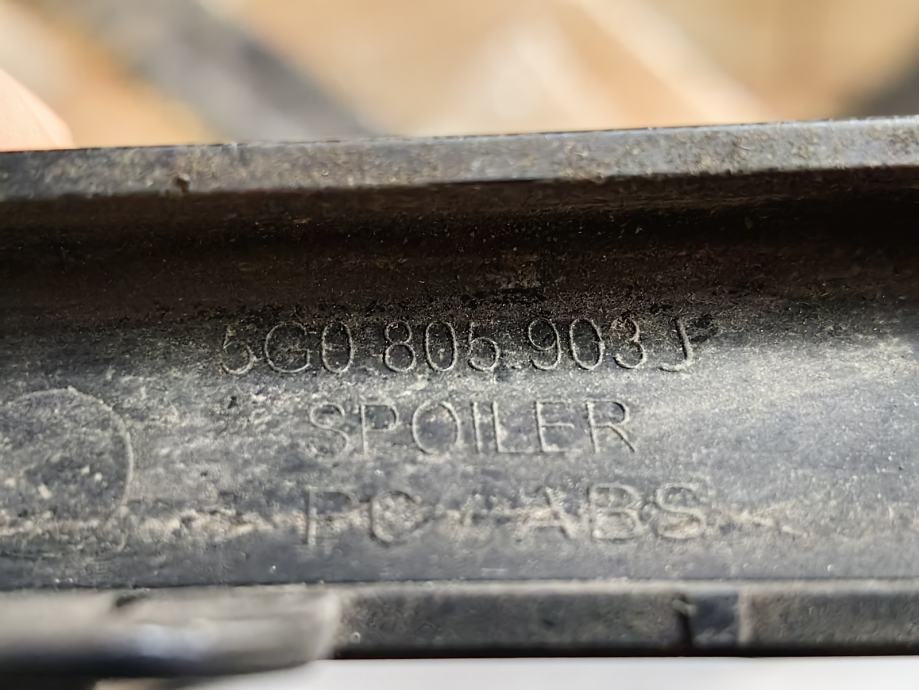 5G0.805.903 J
SPOILER
PC / ABS